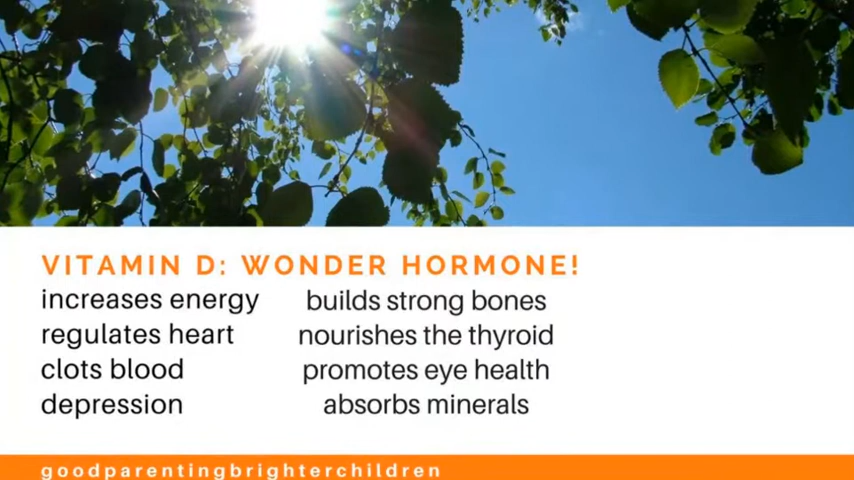 VITAMIN D: WONDER HORMONE!
increases energy
regulates heart
clots blood
depression
builds strong bones
nourishes the thyroid
promotes eye health
absorbs minerals
goodparentingbrighterchildren